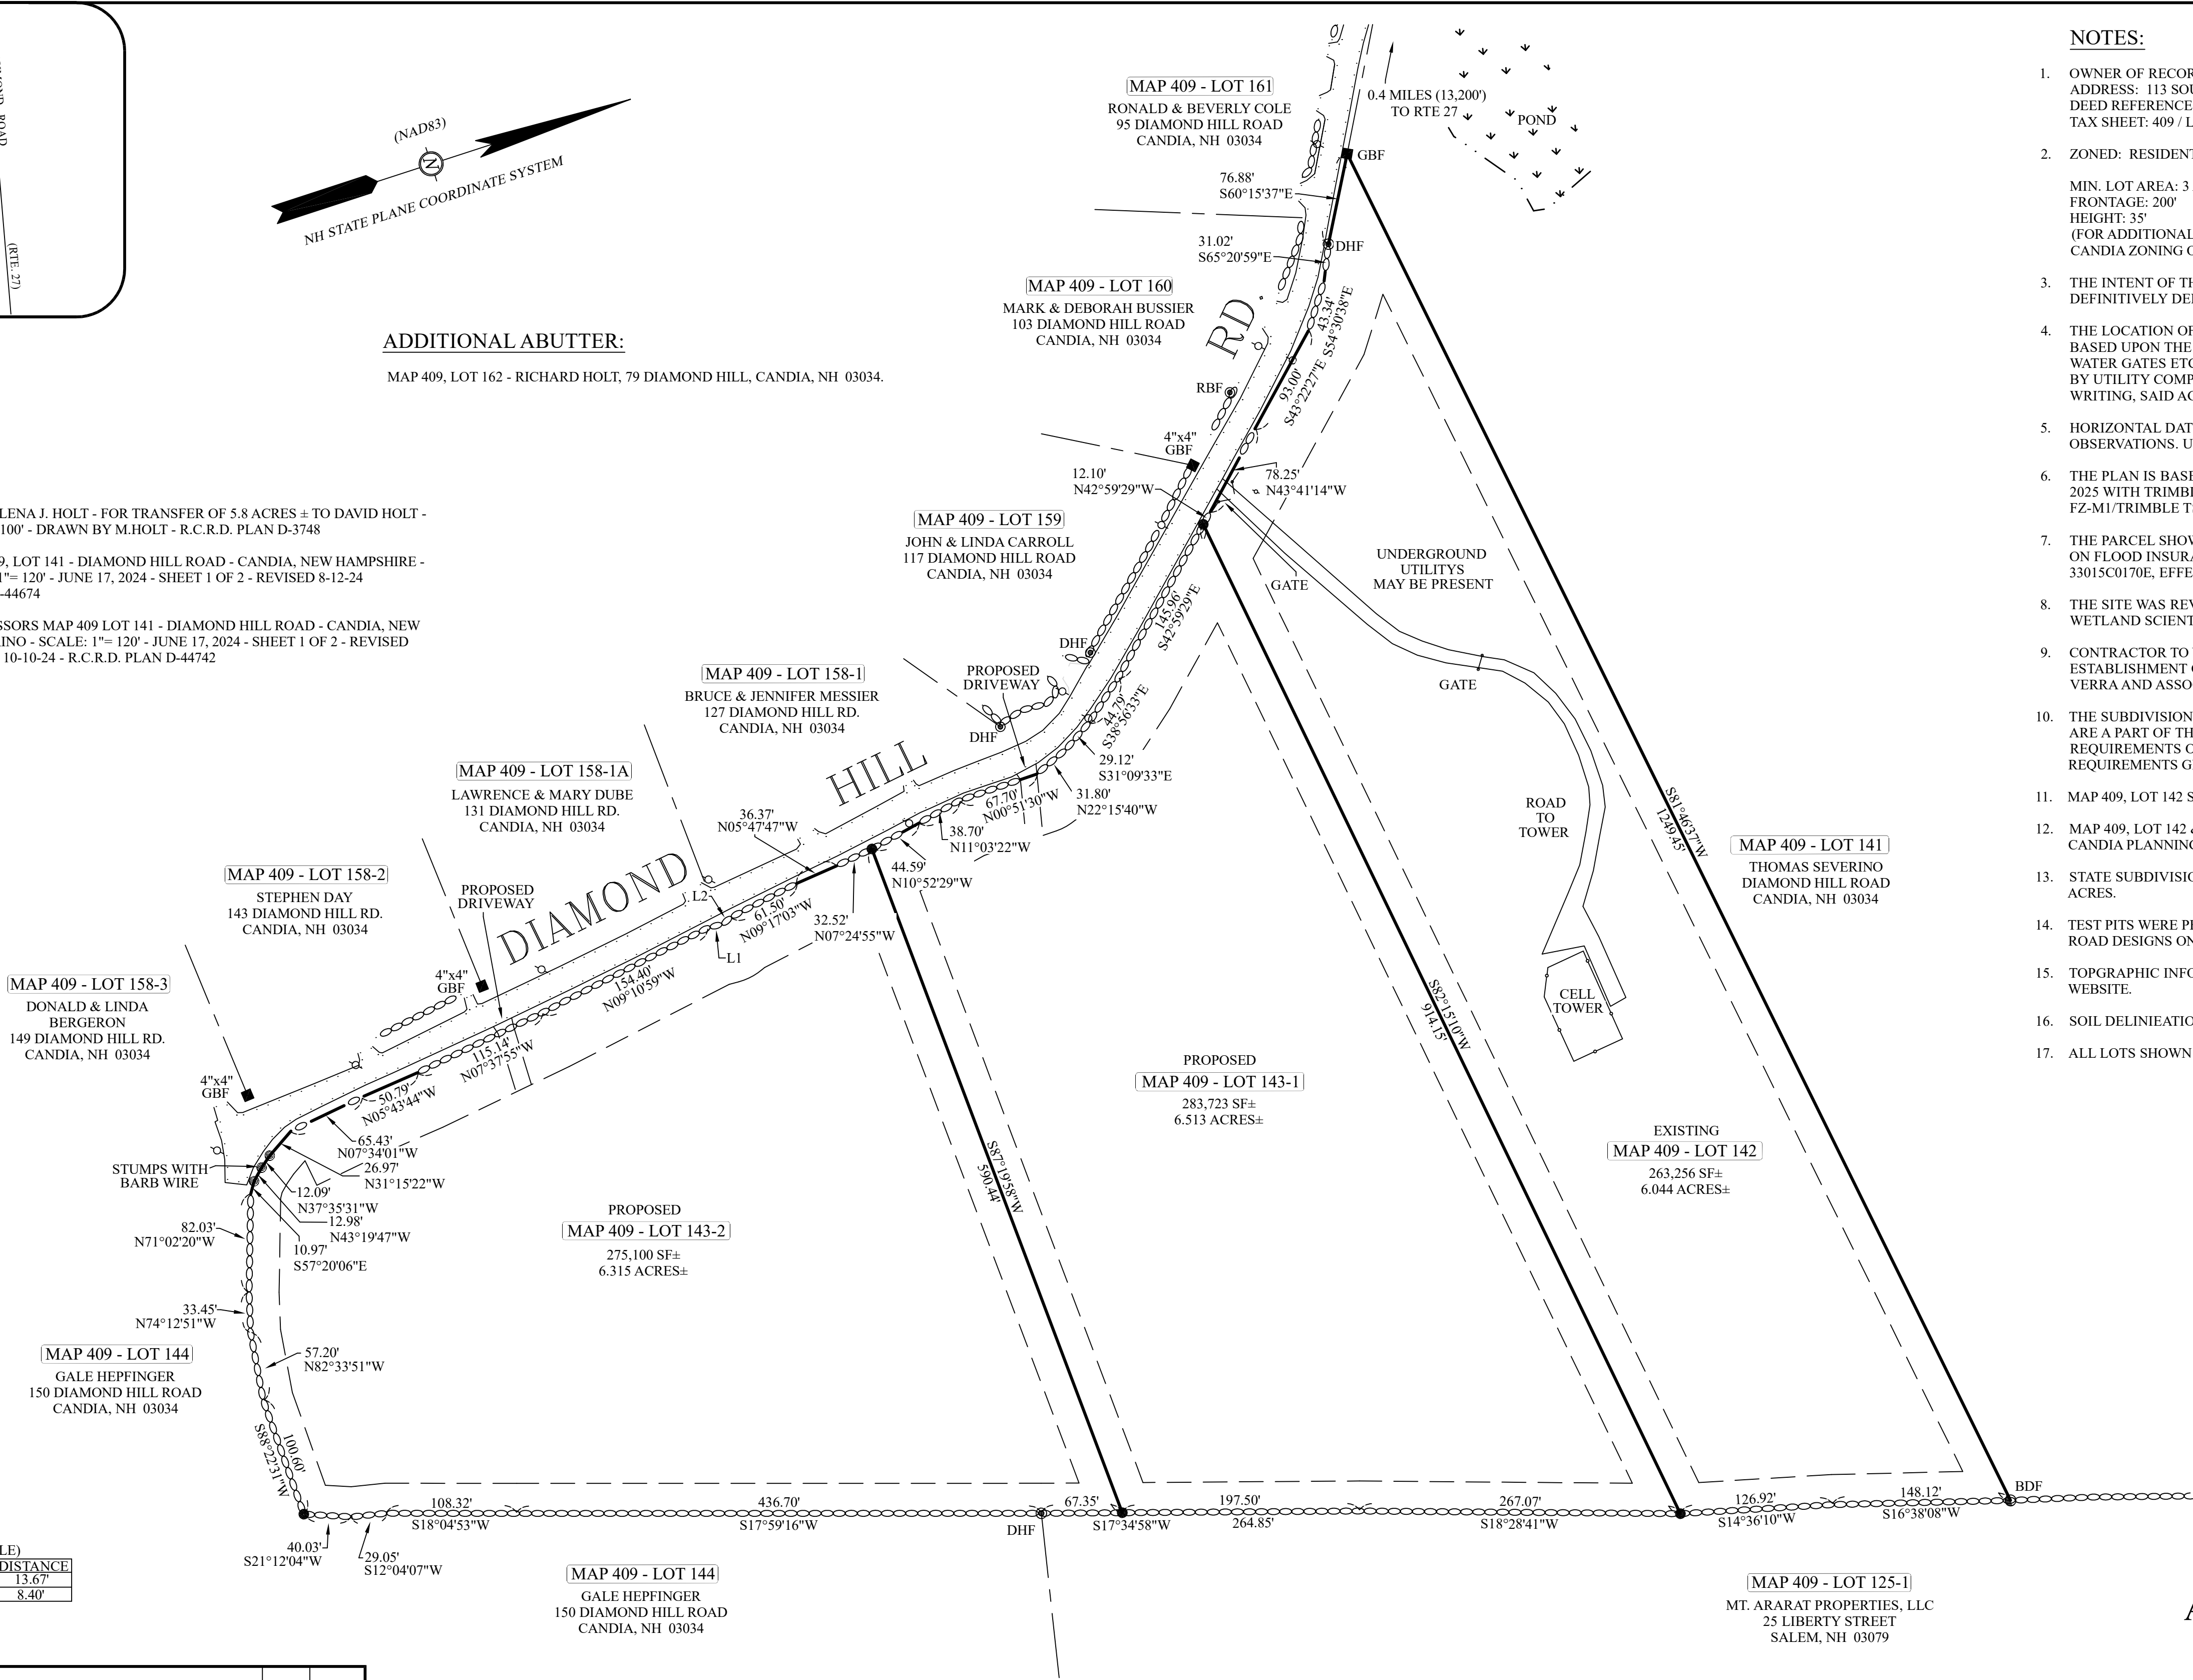 (RTE. 27)
(NAD83)
N
NH STATE PLANE COORDINATE SYSTEM
ADDITIONAL ABUTTER:
MAP 409, LOT 162 - RICHARD HOLT, 79 DIAMOND HILL, CANDIA, NH 03034.
LENA J. HOLT - FOR TRANSFER OF 5.8 ACRES ± TO DAVID HOLT -
100' - DRAWN BY M.HOLT - R.C.R.D. PLAN D-3748
9, LOT 141 - DIAMOND HILL ROAD - CANDIA, NEW HAMPSHIRE -
1"= 120' - JUNE 17, 2024 - SHEET 1 OF 2 - REVISED 8-12-24
-44674
SSORS MAP 409 LOT 141 - DIAMOND HILL ROAD - CANDIA, NEW
RINO - SCALE: 1"= 120' - JUNE 17, 2024 - SHEET 1 OF 2 - REVISED
10-10-24 - R.C.R.D. PLAN D-44742
MAP 409 - LOT 161
RONALD & BEVERLY COLE
95 DIAMOND HILL ROAD
CANDIA, NH 03034
0.4 MILES (13,200')
TO RTE 27
POND
GBF
76.88'
S60°15'37"E
DHF
31.02'
S65°20'59"E
MAP 409 - LOT 160
MARK & DEBORAH BUSSIER
103 DIAMOND HILL ROAD
CANDIA, NH 03034
RD.
43.34'
S54°30'38"E
93.00'
S43°22'27"E
RBF
4"x4"
GBF
12.10'
N42°59'29"W
78.25'
N43°41'14"W
MAP 409 - LOT 159
JOHN & LINDA CARROLL
117 DIAMOND HILL ROAD
CANDIA, NH 03034
UNDERGROUND
UTILITYS
MAY BE PRESENT
GATE
145.96'
S42°59'29"E
DHF
GATE
MAP 409 - LOT 158-1
BRUCE & JENNIFER MESSIER
127 DIAMOND HILL RD.
CANDIA, NH 03034
PROPOSED
DRIVEWAY
44.79'
S38°56'33"E
DHF
29.12'
S31°09'33"E
HILL
31.80'
N22°15'40"W
67.70'
N00°51'30"W
MAP 409 - LOT 158-1A
LAWRENCE & MARY DUBE
131 DIAMOND HILL RD.
CANDIA, NH 03034
36.37'
N05°47'47"W
38.70'
N11°03'22"W
44.59'
N10°52'29"W
ROAD
TO
TOWER
S81°46'37"W
1249.45'
MAP 409 - LOT 141
THOMAS SEVERINO
DIAMOND HILL ROAD
CANDIA, NH 03034
MAP 409 - LOT 158-2
STEPHEN DAY
143 DIAMOND HILL RD.
CANDIA, NH 03034
PROPOSED
DRIVEWAY
DIAMOND
L2
61.50'
N09°17'03"W
32.52'
N07°24'55"W
L1
MAP 409 - LOT 158-3
DONALD & LINDA
BERGERON
149 DIAMOND HILL RD.
CANDIA, NH 03034
4"x4"
GBF
154.40'
N09°10'59"W
CELL
TOWER
S82°15'10"W
914.15'
115.14'
N07°37'55"W
4"x4"
GBF
50.79'
N05°43'44"W
PROPOSED
MAP 409 - LOT 143-1
283,723 SF±
6.513 ACRES±
65.43'
N07°34'01"W
26.97'
N31°15'22"W
STUMPS WITH
BARB WIRE
12.09'
N37°35'31"W
12.98'
N43°19'47"W
10.97'
S57°20'06"E
S87°19'58"W
590.44'
EXISTING
MAP 409 - LOT 142
263,256 SF±
6.044 ACRES±
PROPOSED
MAP 409 - LOT 143-2
275,100 SF±
6.315 ACRES±
82.03'
N71°02'20"W
33.45'
N74°12'51"W
57.20'
N82°33'51"W
MAP 409 - LOT 144
GALE HEPFINGER
150 DIAMOND HILL ROAD
CANDIA, NH 03034
100.60'
S88°22'31"W
108.32'
S18°04'53"W
436.70'
S17°59'16"W
67.35'
DHF
S17°34'58"W
197.50'
264.85'
267.07'
S18°28'41"W
126.92'
S14°36'10"W
148.12'
S16°38'08"W
BDF
40.03'
S21°12'04"W
29.05'
S12°04'07"W
LE)
DISTANCE
13.67'
8.40'
MAP 409 - LOT 144
GALE HEPFINGER
150 DIAMOND HILL ROAD
CANDIA, NH 03034
MAP 409 - LOT 125-1
MT. ARARAT PROPERTIES, LLC
25 LIBERTY STREET
SALEM, NH 03079
NOTES:
1. OWNER OF RECOR
ADDRESS: 113 SOU
DEED REFERENCE
TAX SHEET: 409 / L
2. ZONED: RESIDENT
MIN. LOT AREA: 3
FRONTAGE: 200'
HEIGHT: 35'
(FOR ADDITIONAL
CANDIA ZONING O
3. THE INTENT OF TH
DEFINITIVELY DEI
4. THE LOCATION OF
BASED UPON THE
WATER GATES ETC
BY UTILITY COMP
WRITING, SAID AG
5. HORIZONTAL DAT
OBSERVATIONS. U
6. THE PLAN IS BASE
2025 WITH TRIMBL
FZ-M1/TRIMBLE TS
7. THE PARCEL SHOW
ON FLOOD INSURA
33015C0170E, EFFE
8. THE SITE WAS REV
WETLAND SCIENT
9. CONTRACTOR TO
ESTABLISHMENT O
VERRA AND ASSO
10. THE SUBDIVISION
ARE A PART OF TH
REQUIREMENTS O
REQUIREMENTS G
11. MAP 409, LOT 142 S
12. MAP 409, LOT 142 &
CANDIA PLANNING
13. STATE SUBDIVISIO
ACRES.
14. TEST PITS WERE PE
ROAD DESIGNS ON
15. TOPGRAPHIC INFO
WEBSITE.
16. SOIL DELINIEATIO
17. ALL LOTS SHOWN